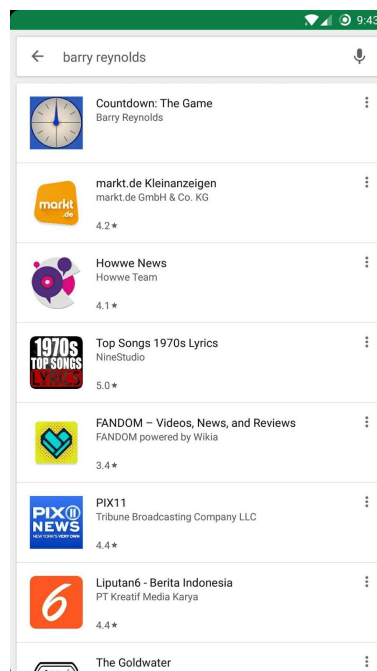 9:43
barry reynolds
Countdown: The Game
Barry Reynolds
markt
.de
markt.de Kleinanzeigen
markt.de GmbH & Co. KG
4.2★
Howwe News
Howwe Team
4.1★
1970s
TOP SONGS
LYRICS
Top Songs 1970s Lyrics
NineStudio
5.0★
FANDOM – Videos, News, and Reviews
FANDOM powered by Wikia
3.4★
PIX11
NEWS
NEW YORK'S VERY OWN
PIX11
Tribune Broadcasting Company LLC
4.4★
6
Liputan6 - Berita Indonesia
PT Kreatif Media Karya
4.4★
The Goldwater